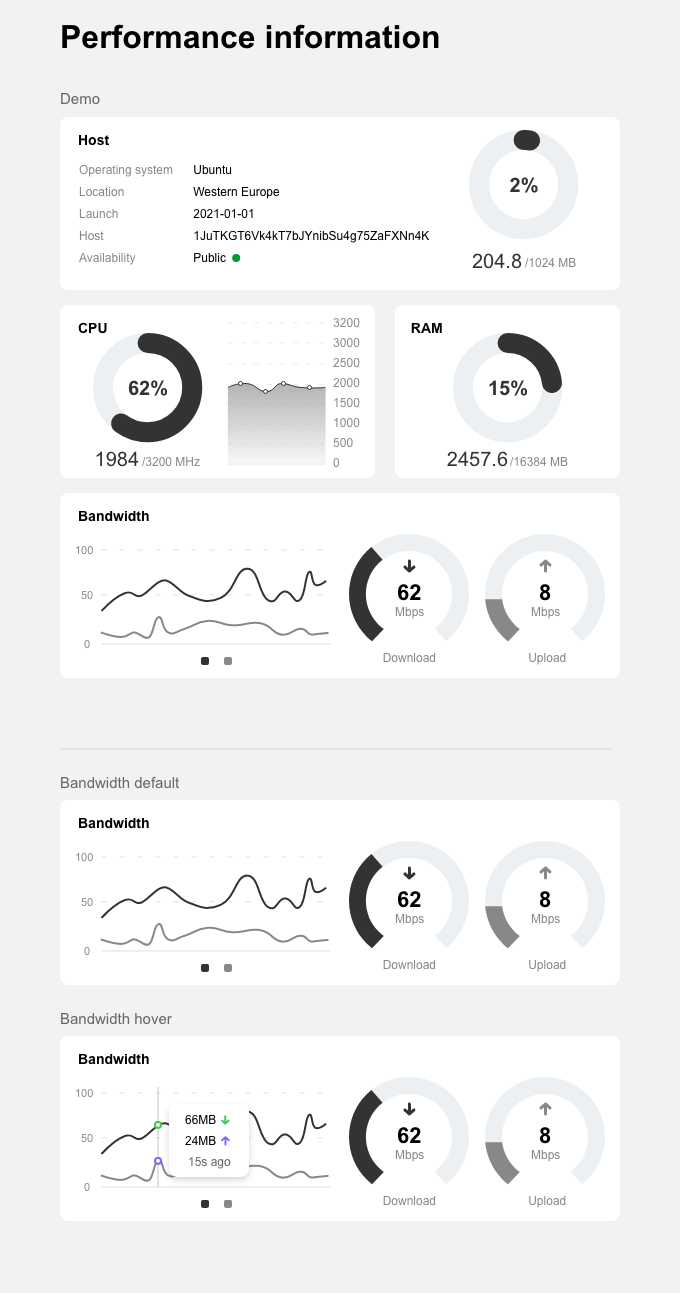 Performance information
Demo
Host
Operating system Ubuntu
Location Western Europe
Launch 2021-01-01
Host 1JuTKGT6Vk4kT7bJYnibSu4g75ZaFXNn4K
Availability Public
2%
204.8 /1024 MB
CPU
62%
1984 /3200 MHz
3200
3000
2500
2000
1500
1000
500
0
RAM
15%
2457.6 /16384 MB
Bandwidth
100
50
0
62
Mbps
Download
8
Mbps
Upload
Bandwidth default
Bandwidth
100
50
0
62
Mbps
Download
8
Mbps
Upload
Bandwidth hover
Bandwidth
100
50
0
66MB
24MB
15s ago
62
Mbps
Download
8
Mbps
Upload